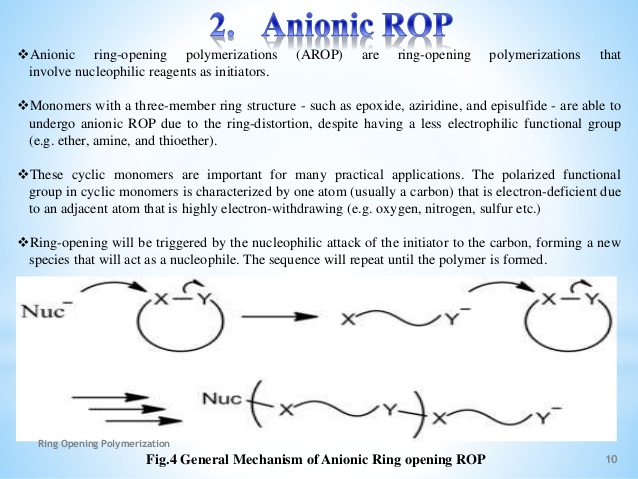 2. Anionic ROP
❖Anionic ring-opening polymerizations (AROP) are ring-opening polymerizations that
involve nucleophilic reagents as initiators.
❖Monomers with a three-member ring structure - such as epoxide, aziridine, and episulfide - are able to
undergo anionic ROP due to the ring-distortion, despite having a less electrophilic functional group
(e.g. ether, amine, and thioether).
❖These cyclic monomers are important for many practical applications. The polarized functional
group in cyclic monomers is characterized by one atom (usually a carbon) that is electron-deficient due
to an adjacent atom that is highly electron-withdrawing (e.g. oxygen, nitrogen, sulfur etc.)
❖Ring-opening will be triggered by the nucleophilic attack of the initiator to the carbon, forming a new
species that will act as a nucleophile. The sequence will repeat until the polymer is formed.
Nuc⁻ X Y X Y⁻ X Y
Nuc ( X Y ) X Y⁻
Ring Opening Polymerization
Fig.4 General Mechanism of Anionic Ring opening ROP
10